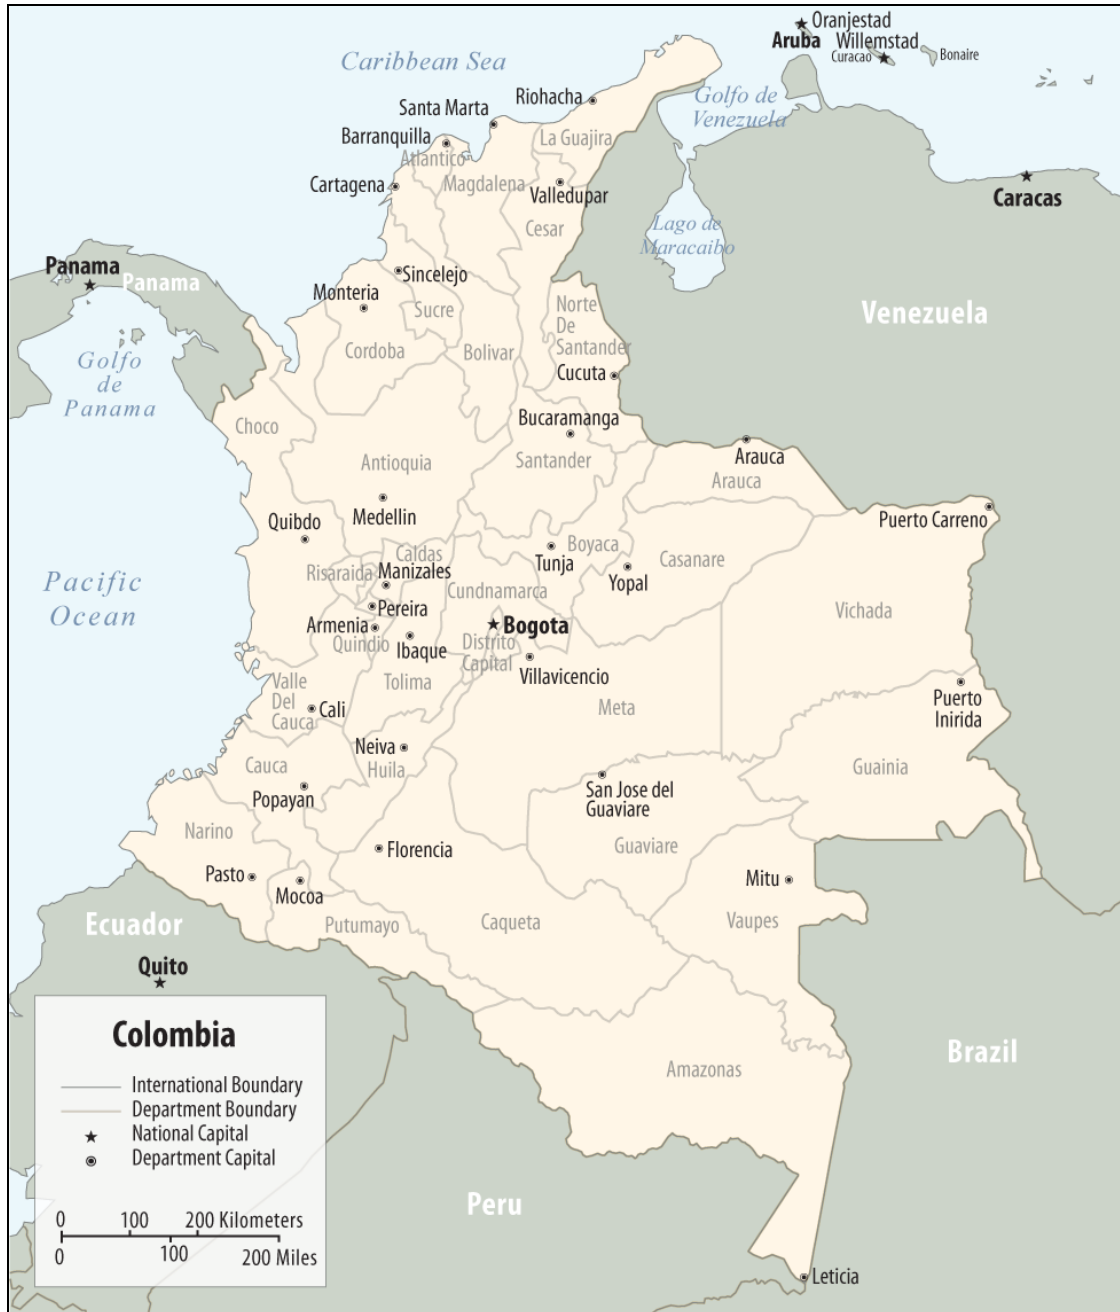 Oranjestad
Aruba
Willemstad
Curacao
Bonaire
Caribbean Sea
Riohacha
Santa Marta
Golfo de
Venezuela
Barranquilla
La Guajira
Atlantico
Magdalena
Cartagena
Valledupar
Caracas
Cesar
Lago de
Maracaibo
Panama
Panama
Sincelejo
Monteria
Sucre
Norte
De
Santander
Venezuela
Cordoba
Bolivar
Golfo
de
Panama
Cucuta
Bucaramanga
Choco
Antioquia
Santander
Arauca
Arauca
Medellin
Quibdo
Puerto Carreno
Boyaca
Caldas
Tunja
Casanare
Risaraida
Manizales
Cundnamarca
Yopal
Pacific
Ocean
Pereira
Vichada
Armenia
Bogota
Quindio
Ibaque
Distrito
Capital
Villavicencio
Tolima
Valle
Del
Cauca
Cali
Meta
Puerto
Inirida
Neiva
Huila
Cauca
Guainia
Popayan
San Jose del
Guaviare
Narino
Florencia
Guaviare
Pasto
Mocoa
Mitu
Ecuador
Putumayo
Caqueta
Vaupes
Quito
Colombia
International Boundary
Department Boundary
National Capital
Department Capital
0 100 200 Kilometers
0 100 200 Miles
Amazonas
Brazil
Peru
Leticia